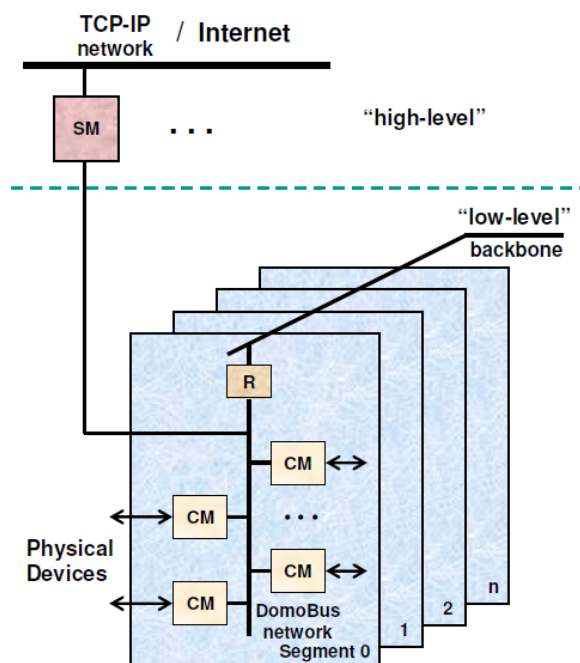 TCP-IP / Internet
network
SM
. . .
“high-level”
“low-level”
backbone
R
CM
CM
. . .
Physical
Devices
CM
CM
DomoBus
network
Segment 0
1
2
n